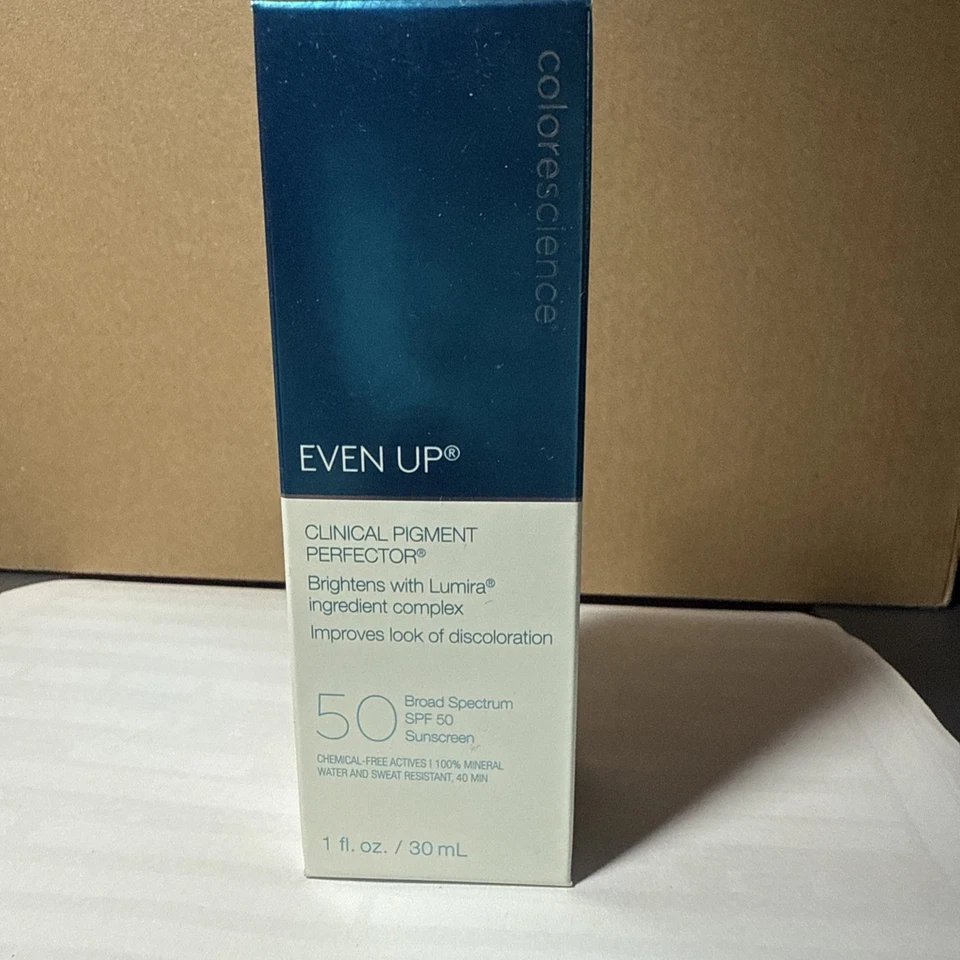 colorescience
EVEN UP®
CLINICAL PIGMENT
PERFECTOR®
Brightens with Lumira®
ingredient complex
Improves look of discoloration
50
Broad Spectrum
SPF 50
Sunscreen
CHEMICAL-FREE ACTIVES | 100% MINERAL
WATER AND SWEAT RESISTANT, 40 MIN
1 fl. oz. / 30 mL